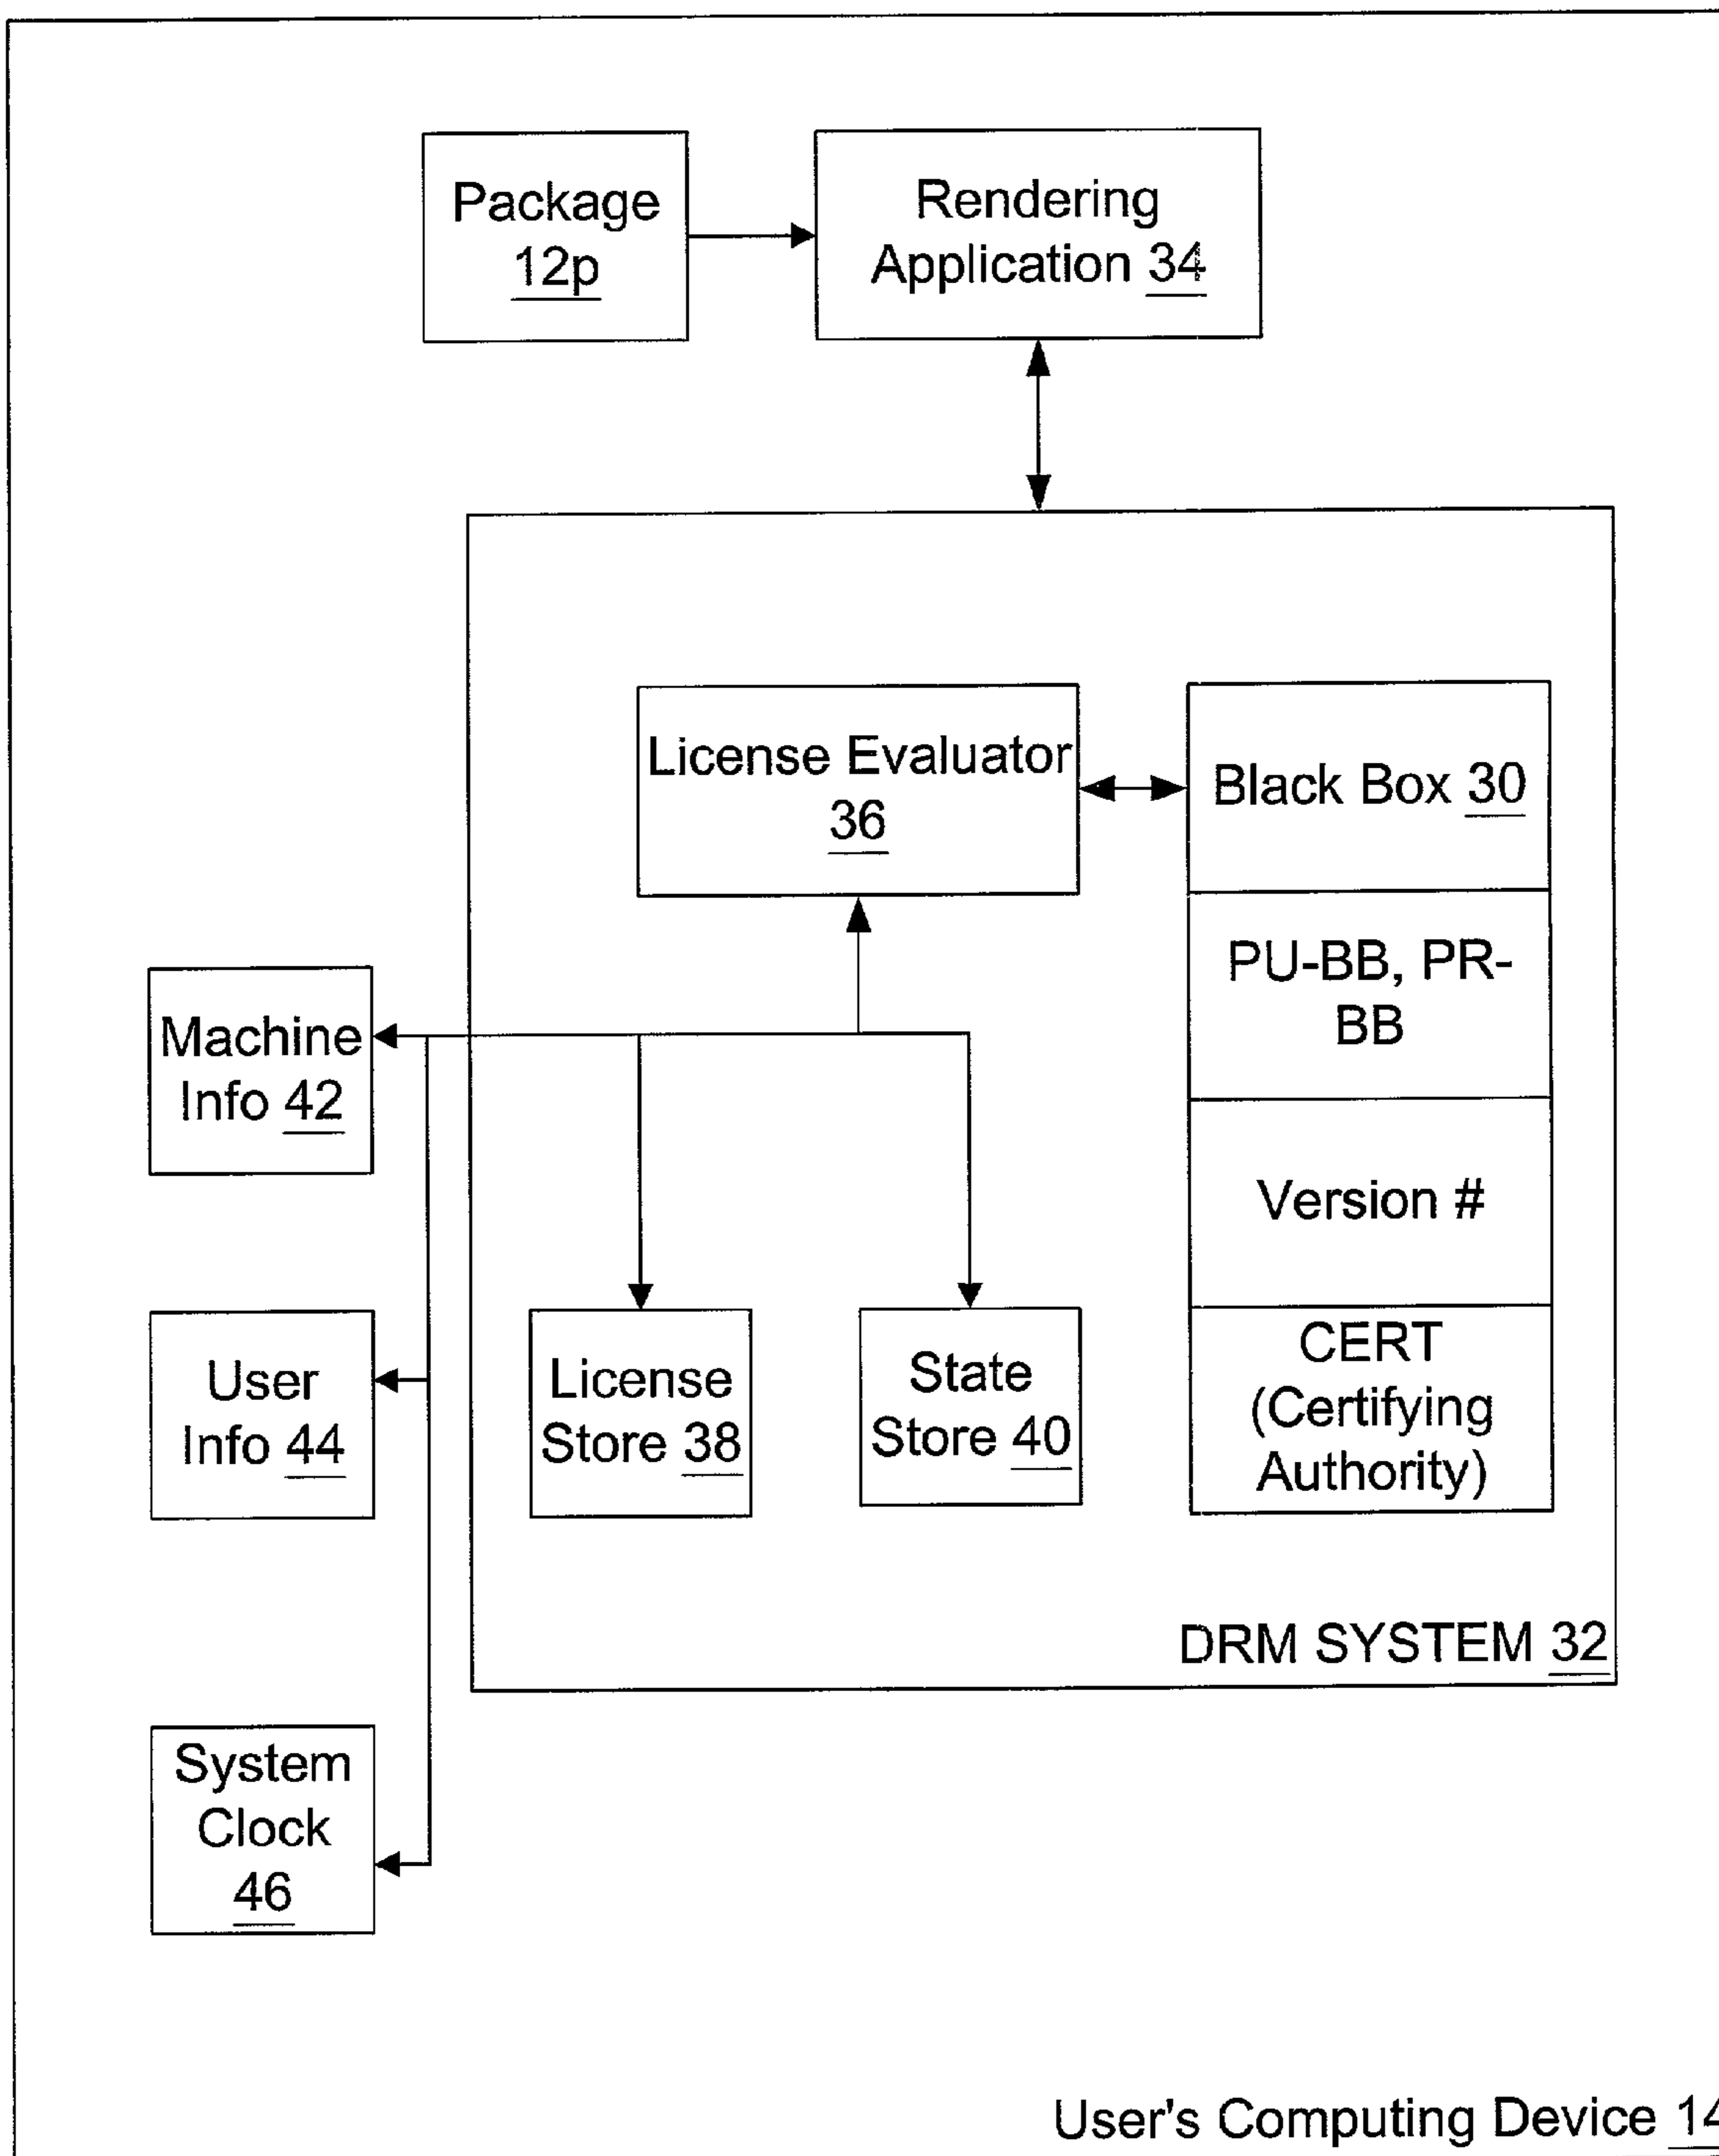 Package
12p
Rendering
Application 34
License Evaluator
36
Black Box 30
PU-BB, PR-
BB
Version #
CERT
(Certifying
Authority)
Machine
Info 42
User
Info 44
System
Clock
46
License
Store 38
State
Store 40
DRM SYSTEM 32
User's Computing Device 14